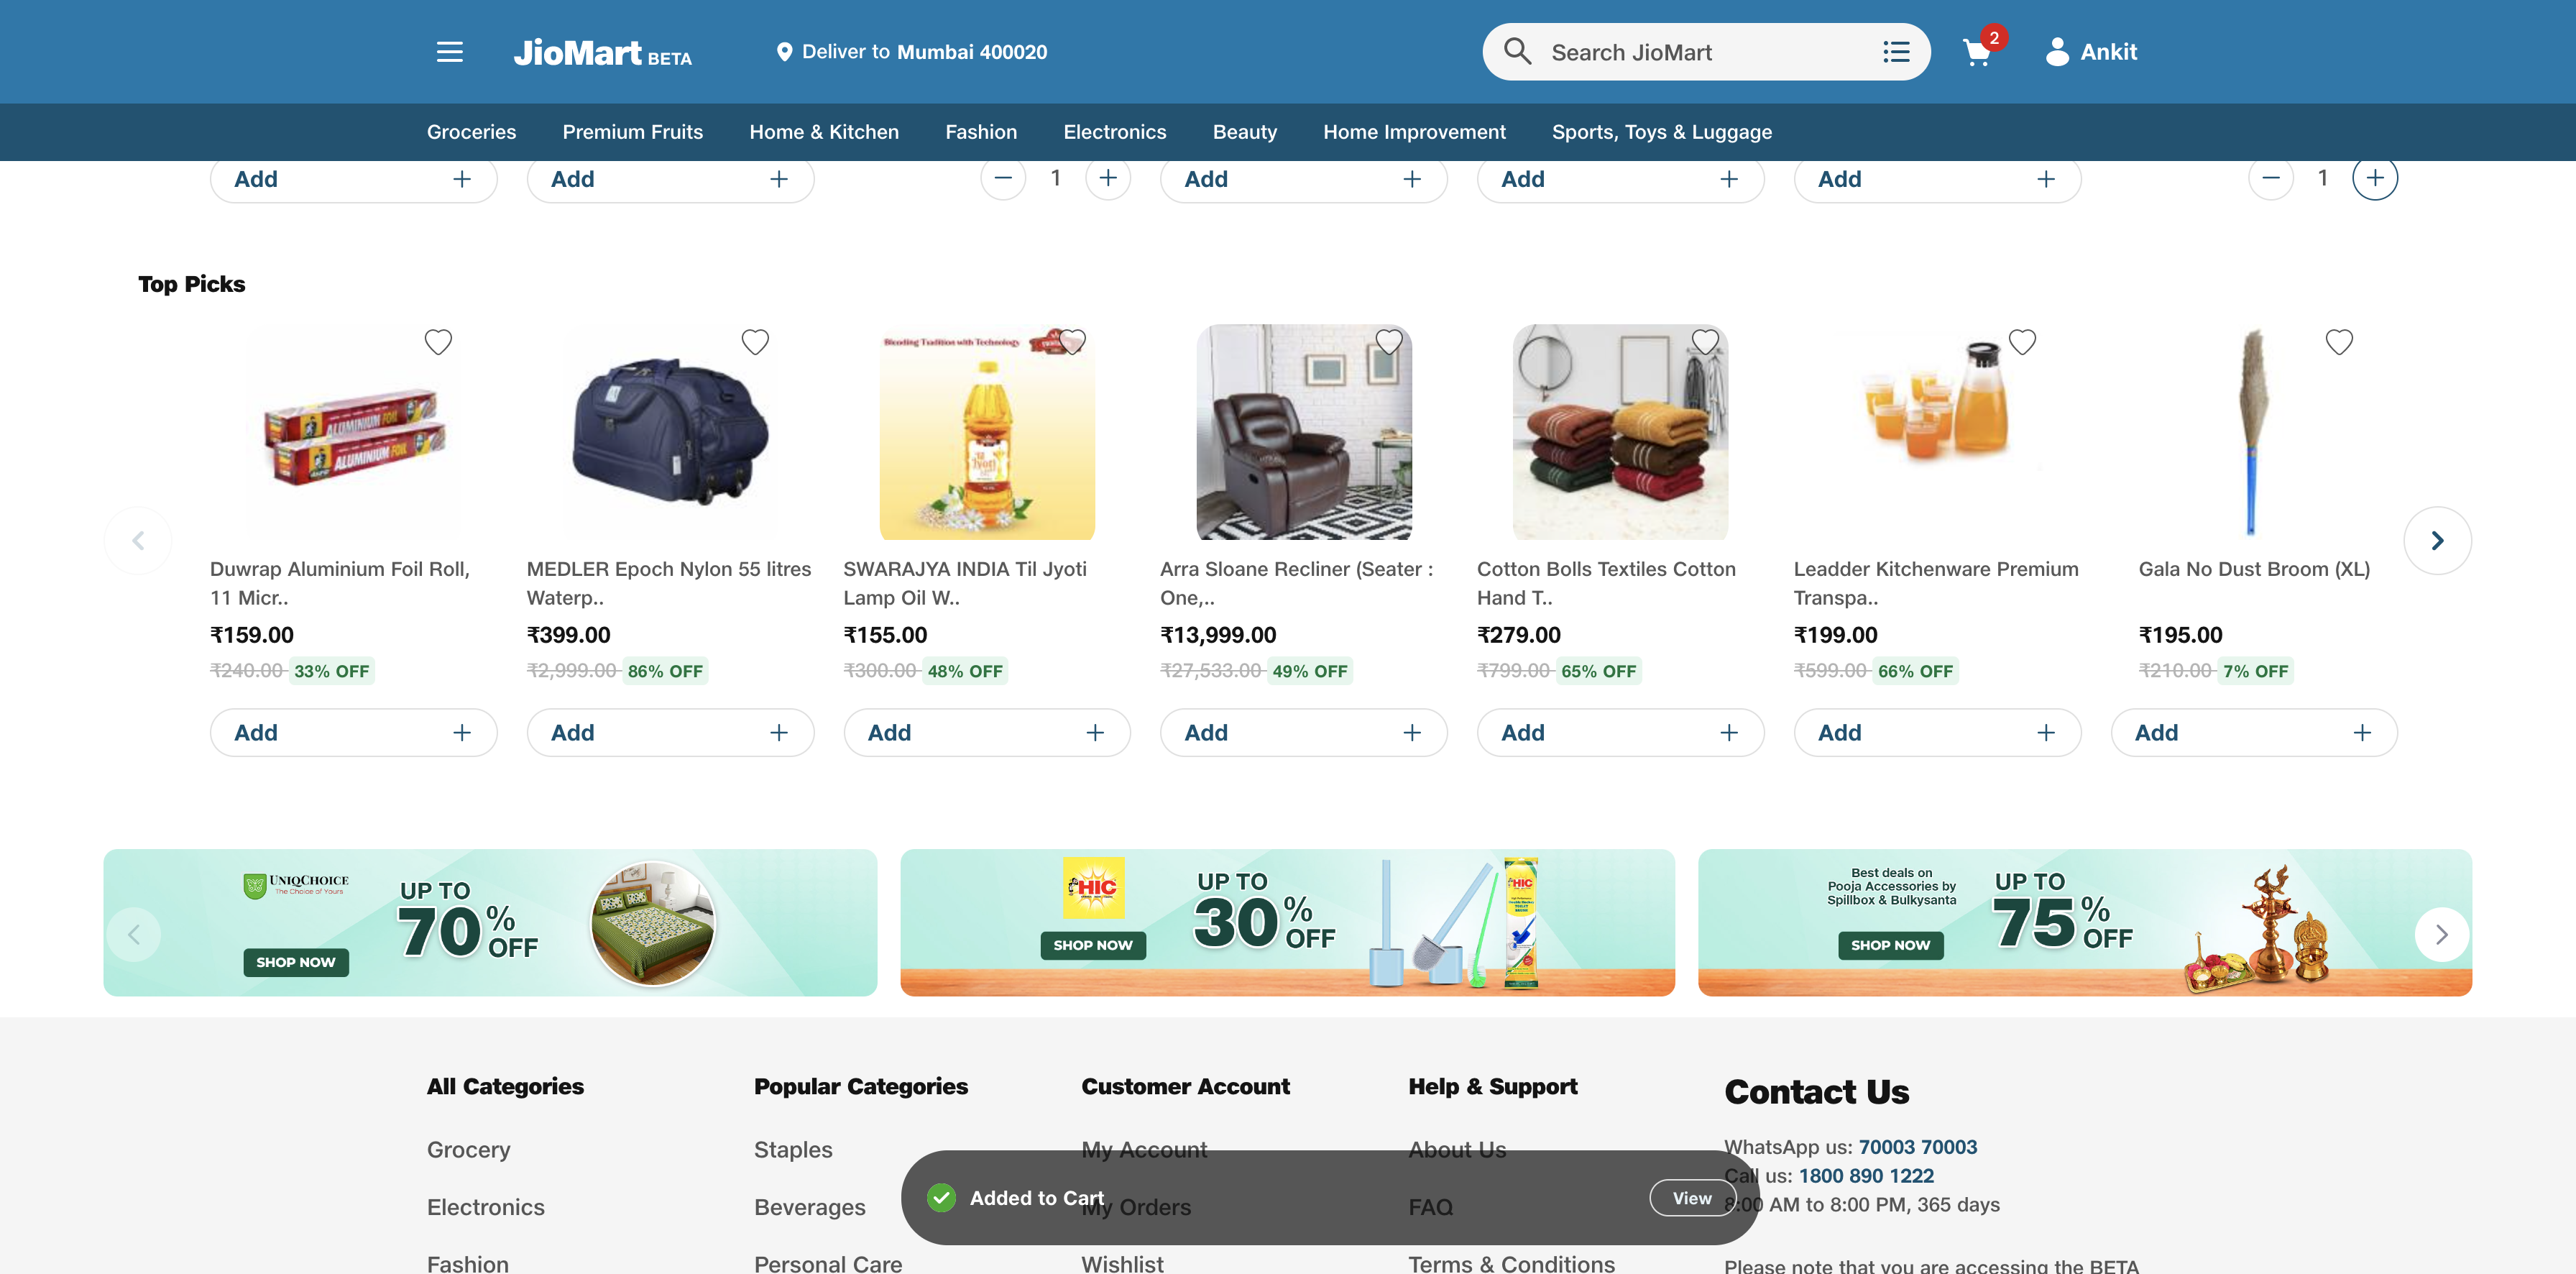 JioMart BETA
Deliver to Mumbai 400020
Search JioMart
2
Ankit
Groceries
Premium Fruits
Home & Kitchen
Fashion
Electronics
Beauty
Home Improvement
Sports, Toys & Luggage
Add
Add
1
Add
Add
Add
1
Top Picks
ALUMINIUM FOIL
ALUMINIUM FOIL
Blending Tradition with Technology
Jyoti
Duwrap Aluminium Foil Roll,
11 Micr..
₹159.00
₹240.00 33% OFF
Add
MEDLER Epoch Nylon 55 litres
Waterp..
₹399.00
₹2,999.00 86% OFF
Add
SWARAJYA INDIA Til Jyoti
Lamp Oil W..
₹155.00
₹300.00 48% OFF
Add
Arra Sloane Recliner (Seater :
One,..
₹13,999.00
₹27,533.00 49% OFF
Add
Cotton Bolls Textiles Cotton
Hand T..
₹279.00
₹799.00 65% OFF
Add
Leadder Kitchenware Premium
Transpa..
₹199.00
₹599.00 66% OFF
Add
Gala No Dust Broom (XL)
₹195.00
₹210.00 7% OFF
Add
UNIQCHOICE
The Choice of Yours
SHOP NOW
UP TO
70% OFF
HIC
SHOP NOW
UP TO
30% OFF
HIC
Best deals on
Pooja Accessories by
Spillbox & Bulkysanta
SHOP NOW
UP TO
75% OFF
All Categories
Grocery
Electronics
Fashion
Popular Categories
Staples
Beverages
Personal Care
Customer Account
My Account
My Orders
Wishlist
Help & Support
About Us
FAQ
Terms & Conditions
Contact Us
WhatsApp us: 70003 70003
Call us: 1800 890 1222
8:00 AM to 8:00 PM, 365 days
Please note that you are accessing the BETA
Added to Cart
View